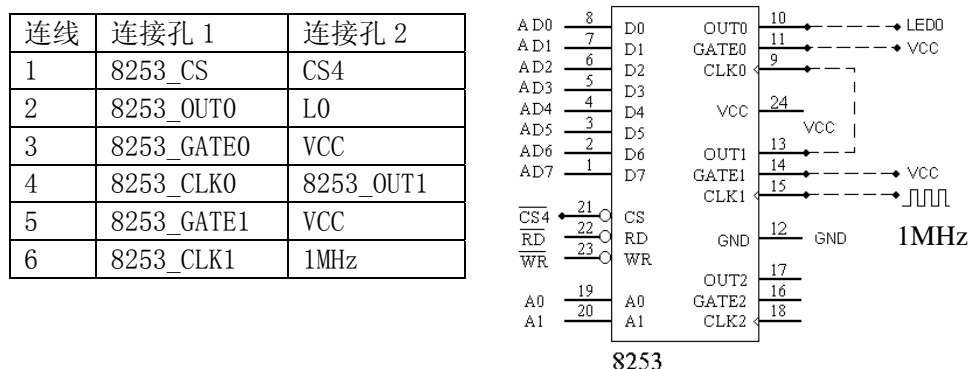 连线 连接孔 1 连接孔 2
1 8253_CS CS4
2 8253_OUT0 L0
3 8253_GATE0 VCC
4 8253_CLK0 8253_OUT1
5 8253_GATE1 VCC
6 8253_CLK1 1MHz
AD0 8 D0 OUT0 10 LED0
AD1 7 D1 GATE0 11 VCC
AD2 6 D2 CLK0 9
AD3 5 D3
AD4 4 D4 VCC 24
AD5 3 D5 VCC
AD6 2 D6 OUT1 13
AD7 1 D7 GATE1 14 VCC
CLK1 15
CS4 21 CS
RD 22 RD GND 12 GND 1MHz
WR 23 WR
OUT2 17
A0 19 A0 GATE2 16
A1 20 A1 CLK2 18
8253